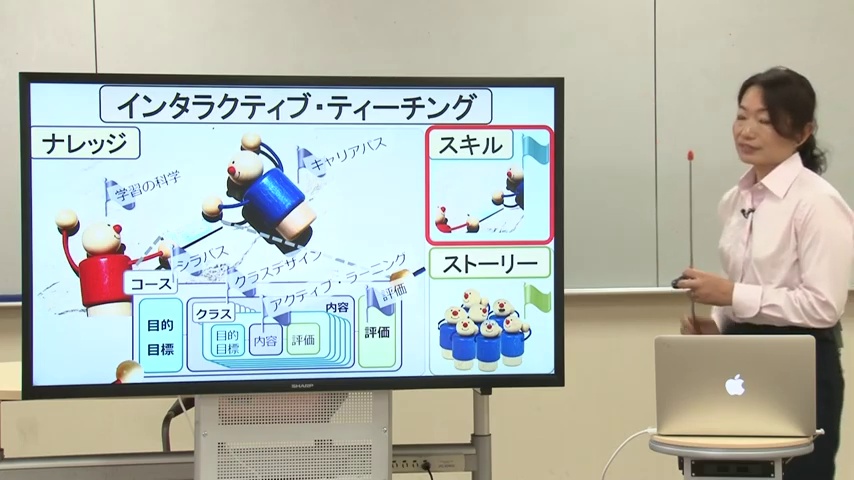 インタラクティブ・ティーチング
ナレッジ
スキル
キャリアパス
学習の科学
シラバス
クラスデザイン
アクティブ・ラーニング
評価
ストーリー
コース
目的
目標
クラス
目的
目標
内容
評価
内容
評価
SHARP